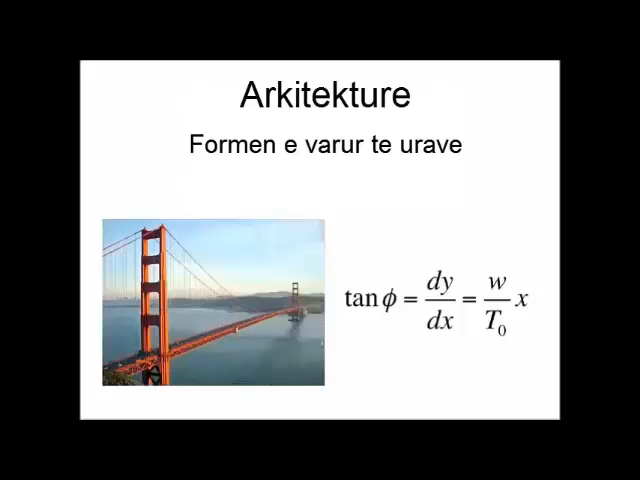 Arkitekture
Formen e varur te urave
tan ϕ = dy/dx = w/T₀ x